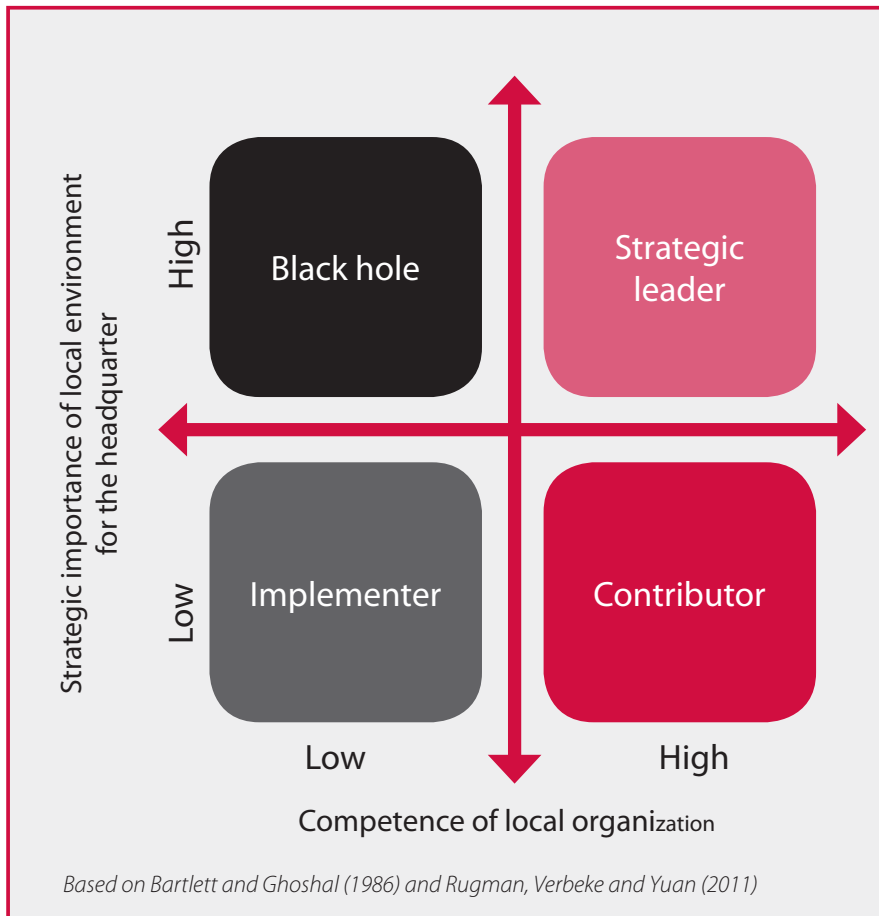 Strategic importance of local environment
for the headquarter
High
Low
Black hole
Strategic
leader
Implementer
Contributor
Low
High
Competence of local organization
Based on Bartlett and Ghoshal (1986) and Rugman, Verbeke and Yuan (2011)